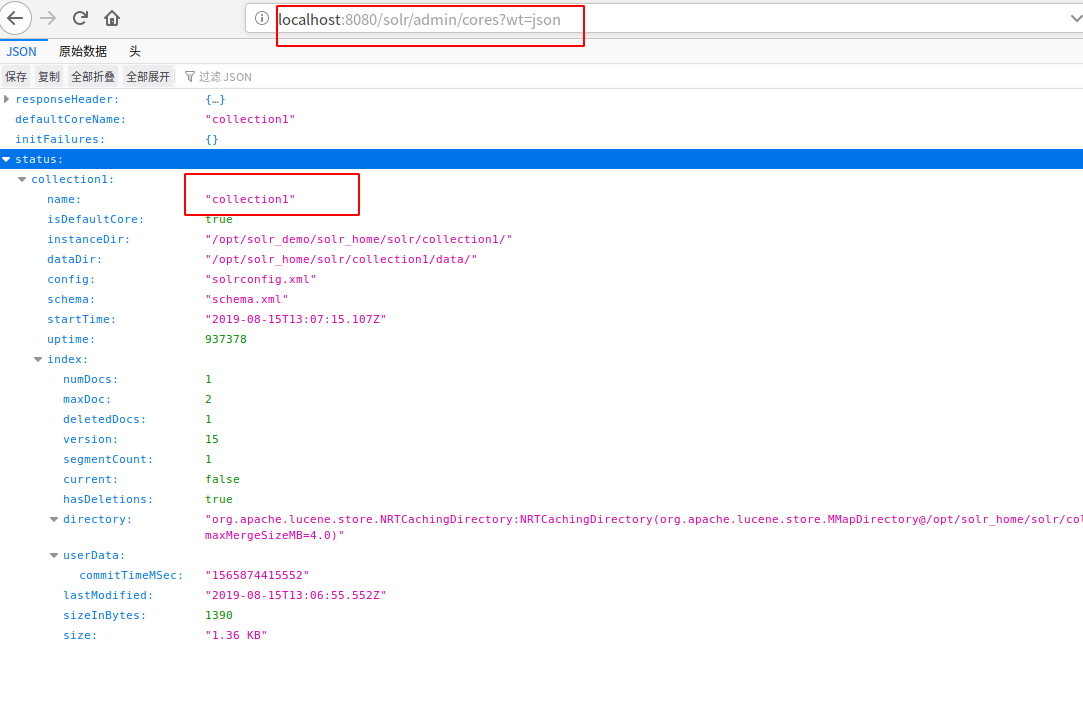 localhost:8080/solr/admin/cores?wt=json
JSON 原始数据 头
保存 复制 全部折叠 全部展开 过滤 JSON
responseHeader: {…}
defaultCoreName: "collection1"
initFailures: {}
status:
collection1:
name: "collection1"
isDefaultCore: true
instanceDir: "/opt/solr_demo/solr_home/solr/collection1/"
dataDir: "/opt/solr_home/solr/collection1/data/"
config: "solrconfig.xml"
schema: "schema.xml"
startTime: "2019-08-15T13:07:15.107Z"
uptime: 937378
index:
numDocs: 1
maxDoc: 2
deletedDocs: 1
version: 15
segmentCount: 1
current: false
hasDeletions: true
directory: "org.apache.lucene.store.NRTCachingDirectory:NRTCachingDirectory(org.apache.lucene.store.MMapDirectory@/opt/solr_home/solr/col
maxMergeSizeMB=4.0)"
userData:
commitTimeMSec: "1565874415552"
lastModified: "2019-08-15T13:06:55.552Z"
sizeInBytes: 1390
size: "1.36 KB"